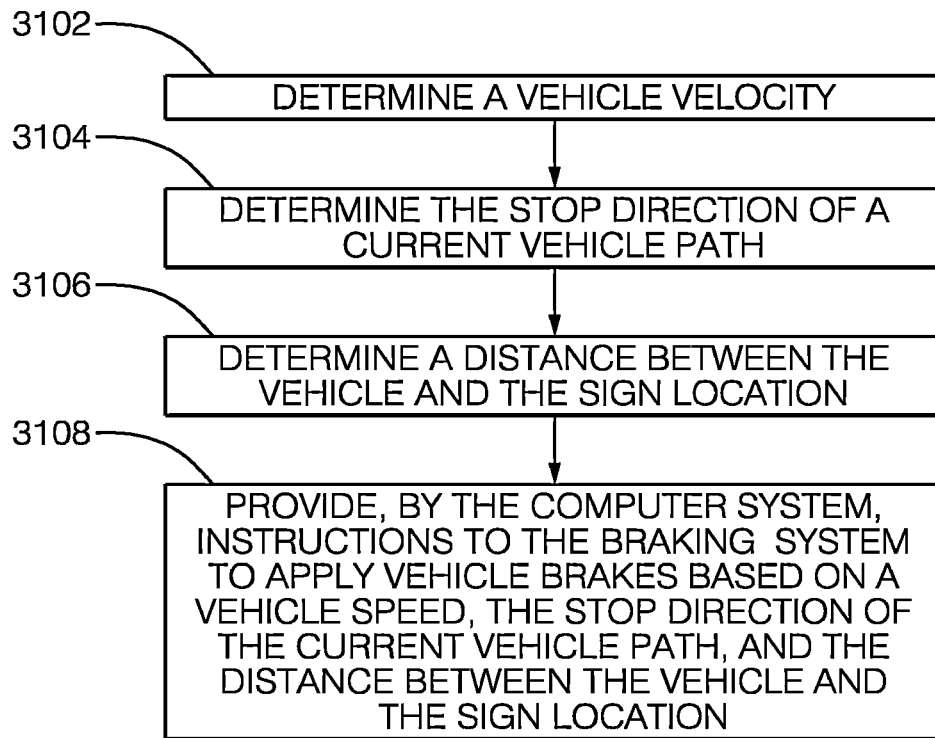 3102
DETERMINE A VEHICLE VELOCITY
3104
DETERMINE THE STOP DIRECTION OF A
CURRENT VEHICLE PATH
3106
DETERMINE A DISTANCE BETWEEN THE
VEHICLE AND THE SIGN LOCATION
3108
PROVIDE, BY THE COMPUTER SYSTEM,
INSTRUCTIONS TO THE BRAKING SYSTEM
TO APPLY VEHICLE BRAKES BASED ON A
VEHICLE SPEED, THE STOP DIRECTION OF
THE CURRENT VEHICLE PATH, AND THE
DISTANCE BETWEEN THE VEHICLE AND
THE SIGN LOCATION